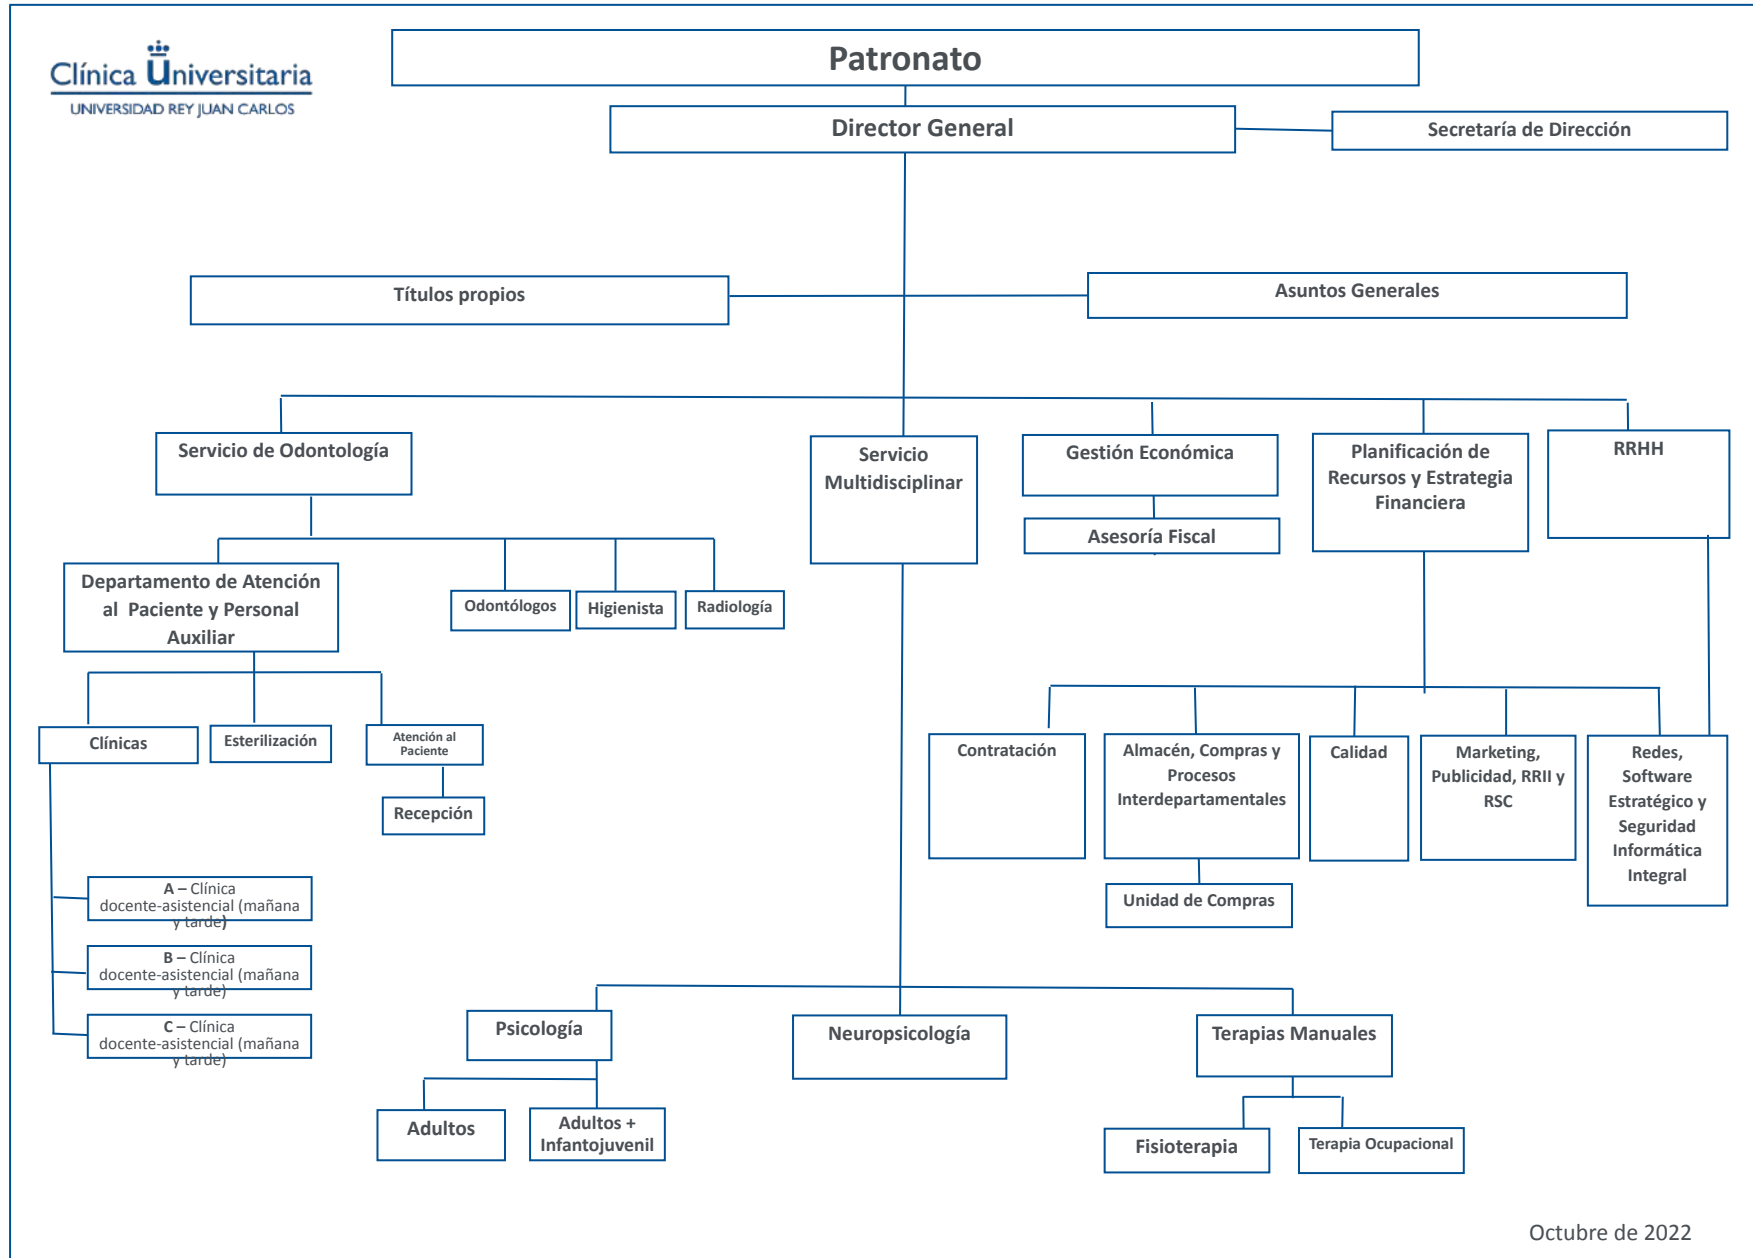 Clínica Universitaria
UNIVERSIDAD REY JUAN CARLOS
Patronato
Director General
Secretaría de Dirección
Títulos propios
Asuntos Generales
Servicio de Odontología
Servicio
Multidisciplinar
Gestión Económica
Planificación de
Recursos y Estrategia
Financiera
RRHH
Asesoría Fiscal
Departamento de Atención
al Paciente y Personal
Auxiliar
Odontólogos
Higienista
Radiología
Clínicas
Esterilización
Atención al
Paciente
Recepción
Contratación
Almacén, Compras y
Procesos
Interdepartamentales
Calidad
Marketing,
Publicidad, RRII y
RSC
Redes,
Software
Estratégico y
Seguridad
Informática
Integral
Unidad de Compras
A – Clínica
docente-asistencial (mañana
y tarde)
B – Clínica
docente-asistencial (mañana
y tarde)
C – Clínica
docente-asistencial (mañana
y tarde)
Psicología
Neuropsicología
Terapias Manuales
Adultos
Adultos +
Infantojuvenil
Fisioterapia
Terapia Ocupacional
Octubre de 2022